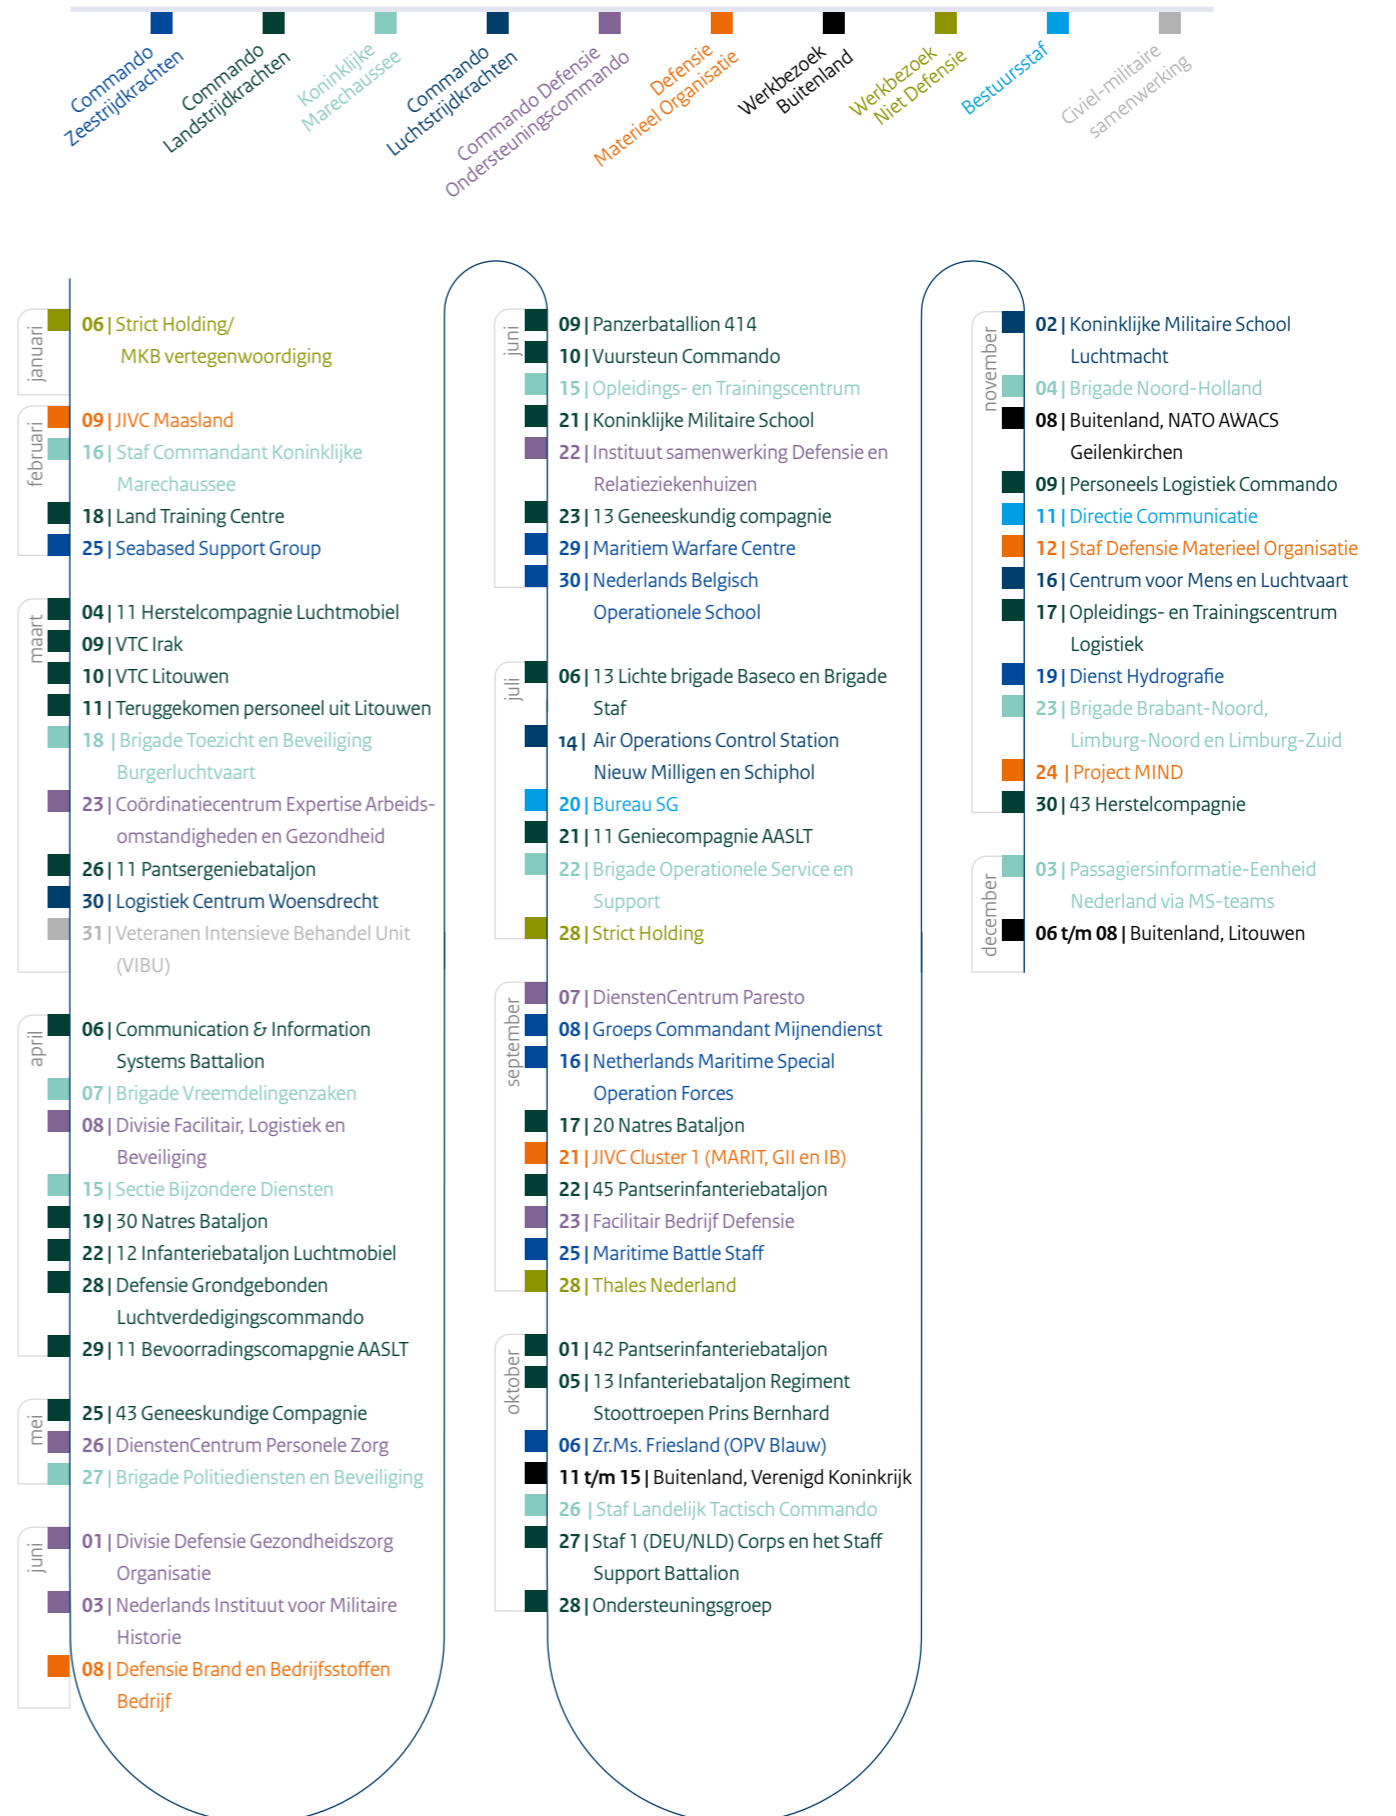 Commando
Zeestrijdkrachten
Commando
Landstrijdkrachten
Koninklijke
Marechaussee
Commando
Luchtstrijdkrachten
Commando Defensie
Ondersteuningscommando
Defensie
Materieel Organisatie
Werkbezoek
Buitenland
Werkbezoek
Niet Defensie
Bestuursstaf
Civiel-militaire
samenwerking
januari
06 | Strict Holding/
MKB vertegenwoordiging
februari
09 | JIVC Maasland
16 | Staf Commandant Koninklijke
Marechaussee
18 | Land Training Centre
25 | Seabased Support Group
maart
04 | 11 Herstelcompagnie Luchtmobiel
09 | VTC Irak
10 | VTC Litouwen
11 | Teruggekomen personeel uit Litouwen
18 | Brigade Toezicht en Beveiliging
Burgerluchtvaart
23 | Coördinatiecentrum Expertise Arbeids-
omstandigheden en Gezondheid
26 | 11 Pantsergeniebataljon
30 | Logistiek Centrum Woensdrecht
31 | Veteranen Intensieve Behandel Unit
(VIBU)
april
06 | Communication & Information
Systems Battalion
07 | Brigade Vreemdelingenzaken
08 | Divisie Facilitair, Logistiek en
Beveiliging
15 | Sectie Bijzondere Diensten
19 | 30 Natres Bataljon
22 | 12 Infanteriebataljon Luchtmobiel
28 | Defensie Grondgebonden
Luchtverdedigingscommando
29 | 11 Bevoorradingscomapgnie AASLT
mei
25 | 43 Geneeskundige Compagnie
26 | DienstenCentrum Personele Zorg
27 | Brigade Politiediensten en Beveiliging
juni
01 | Divisie Defensie Gezondheidszorg
Organisatie
03 | Nederlands Instituut voor Militaire
Historie
08 | Defensie Brand en Bedrijfsstoffen
Bedrijf
juni
09 | Panzerbatallion 414
10 | Vuursteun Commando
15 | Opleidings- en Trainingscentrum
21 | Koninklijke Militaire School
22 | Instituut samenwerking Defensie en
Relatieziekenhuizen
23 | 13 Geneeskundig compagnie
29 | Maritiem Warfare Centre
30 | Nederlands Belgisch
Operationele School
juli
06 | 13 Lichte brigade Baseco en Brigade
Staf
14 | Air Operations Control Station
Nieuw Milligen en Schiphol
20 | Bureau SG
21 | 11 Geniecompagnie AASLT
22 | Brigade Operationele Service en
Support
28 | Strict Holding
september
07 | DienstenCentrum Paresto
08 | Groeps Commandant Mijnendienst
16 | Netherlands Maritime Special
Operation Forces
17 | 20 Natres Bataljon
21 | JIVC Cluster 1 (MARIT, GII en IB)
22 | 45 Pantserinfanteriebataljon
23 | Facilitair Bedrijf Defensie
25 | Maritime Battle Staff
28 | Thales Nederland
oktober
01 | 42 Pantserinfanteriebataljon
05 | 13 Infanteriebataljon Regiment
Stoottroepen Prins Bernhard
06 | Zr.Ms. Friesland (OPV Blauw)
11 t/m 15 | Buitenland, Verenigd Koninkrijk
26 | Staf Landelijk Tactisch Commando
27 | Staf 1 (DEU/NLD) Corps en het Staff
Support Battalion
28 | Ondersteuningsgroep
november
02 | Koninklijke Militaire School
Luchtmacht
04 | Brigade Noord-Holland
08 | Buitenland, NATO AWACS
Geilenkirchen
09 | Personeels Logistiek Commando
11 | Directie Communicatie
12 | Staf Defensie Materieel Organisatie
16 | Centrum voor Mens en Luchtvaart
17 | Opleidings- en Trainingscentrum
Logistiek
19 | Dienst Hydrografie
23 | Brigade Brabant-Noord,
Limburg-Noord en Limburg-Zuid
24 | Project MIND
30 | 43 Herstelcompagnie
december
03 | Passagiersinformatie-Eenheid
Nederland via MS-teams
06 t/m 08 | Buitenland, Litouwen